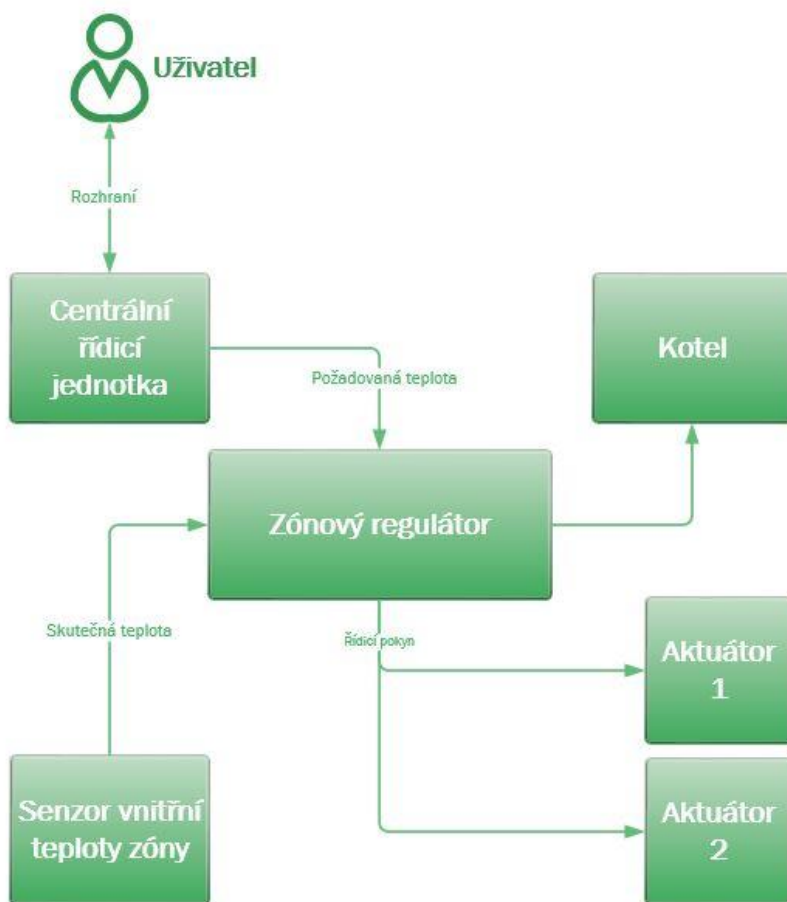 Uživatel
Rozhraní
Centrální
řídicí
jednotka
Kotel
Požadovaná teplota
Zónový regulátor
Skutečná teplota
Řídicí pokyn
Aktuátor
1
Senzor vnitřní
teploty zóny
Aktuátor
2